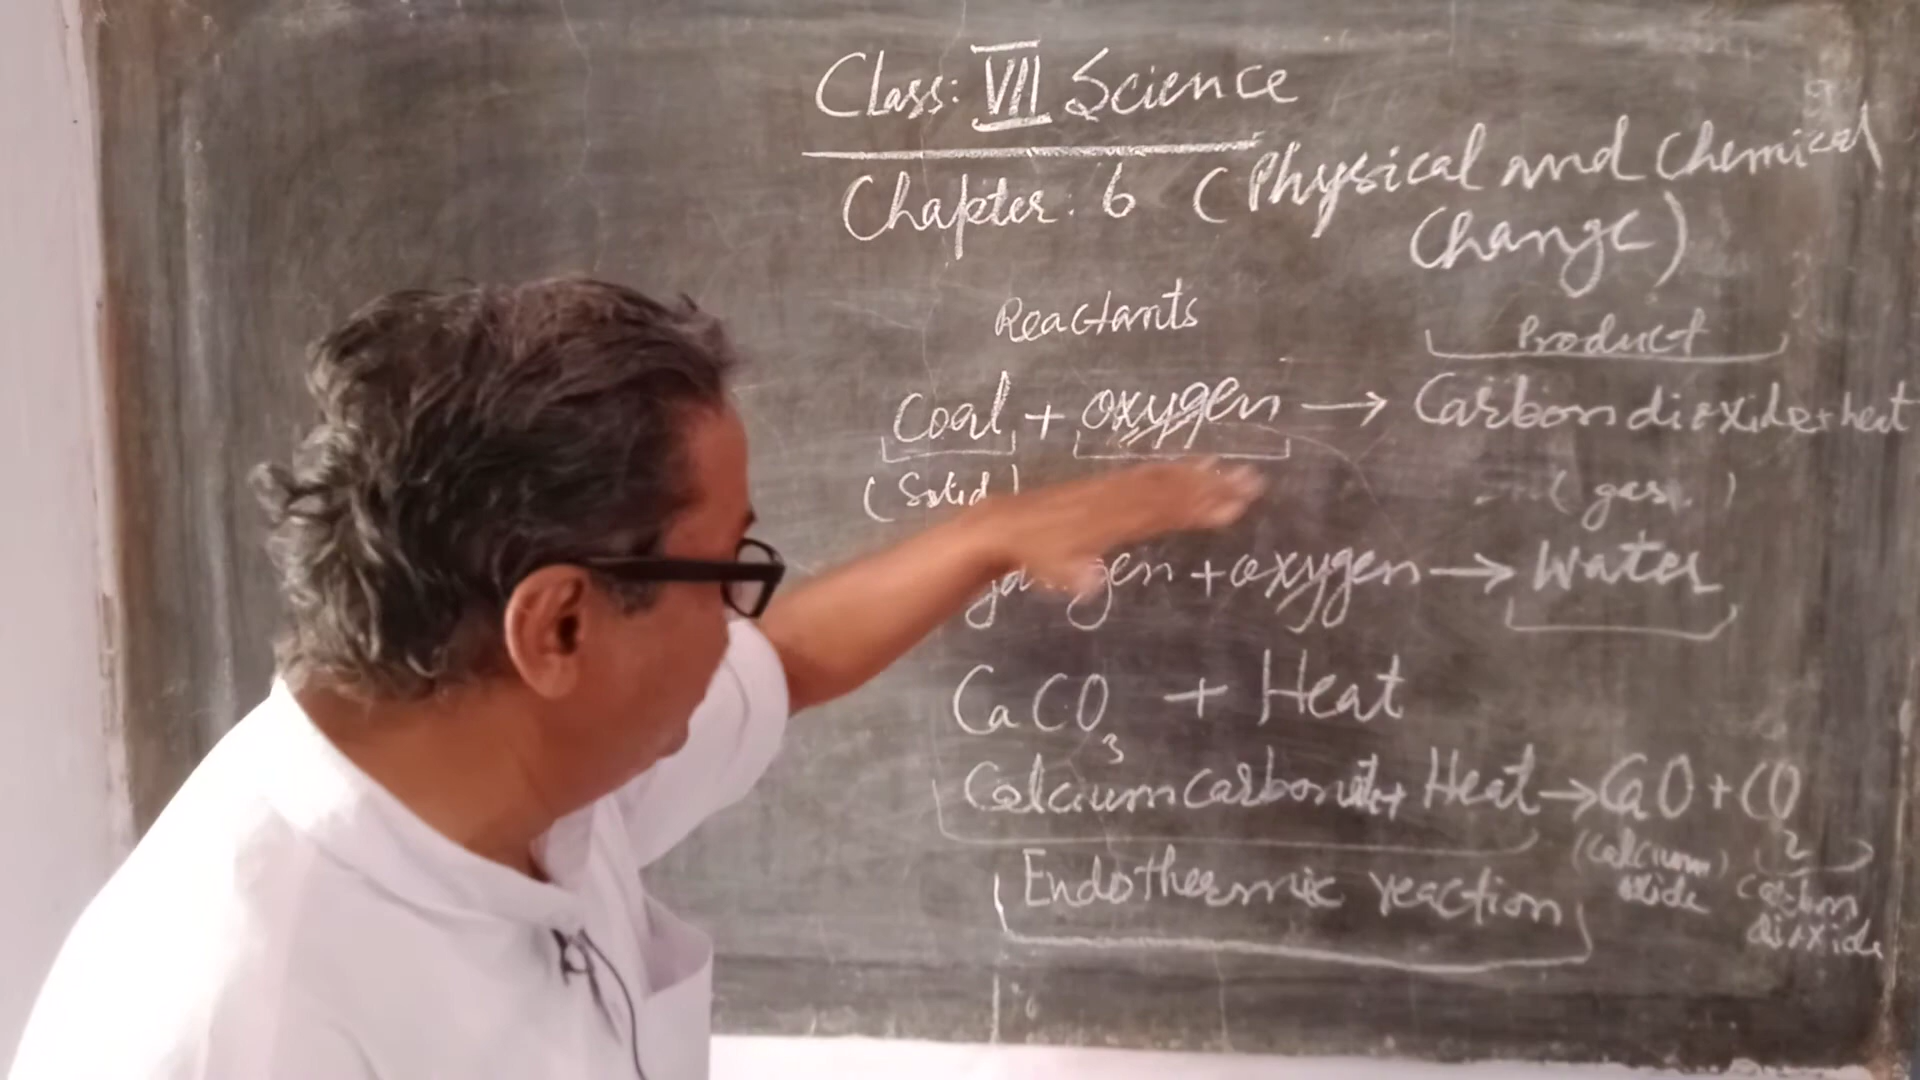 Class: VII Science
Chapter: 6 (Physical and Chemical
Change)
Reactants Product
Coal + oxygen → Carbon dioxide + heat
(Solid) (gas)
gen + oxygen → Water
CaCO3 + Heat
Calcium carbonate + Heat → CaO + CO2
(Calcium oxide) Carbon dioxide
Endothermic reaction